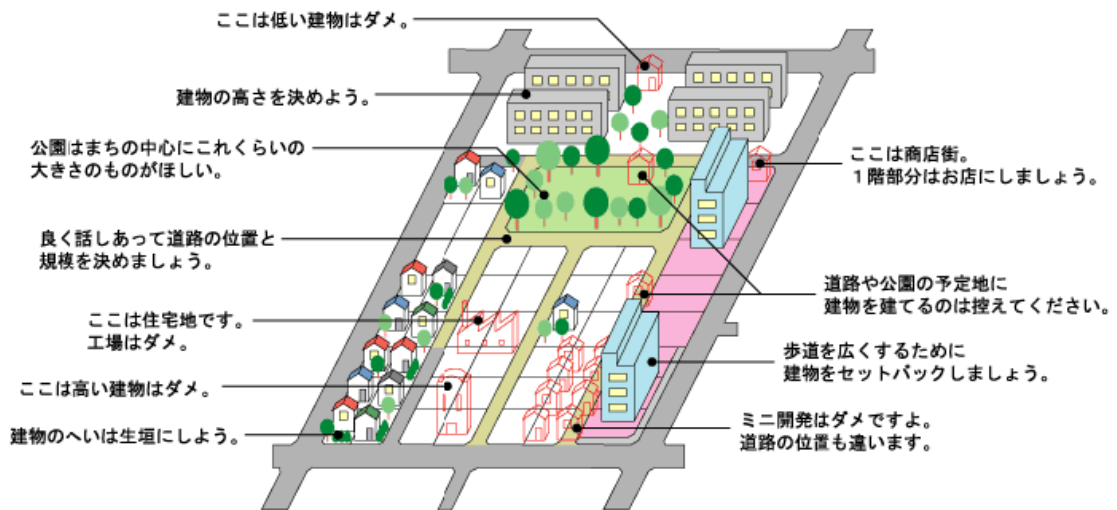 ここは低い建物はダメ。
建物の高さを決めよう。
公園はまちの中心にこれくらいの
大きさのものがほしい。
ここは商店街。
１階部分はお店にしましょう。
良く話しあって道路の位置と
規模を決めましょう。
道路や公園の予定地に
建物を建てるのは控えてください。
ここは住宅地です。
工場はダメ。
歩道を広くするために
建物をセットバックしましょう。
ここは高い建物はダメ。
建物のへいは生垣にしよう。
ミニ開発はダメですよ。
道路の位置も違います。